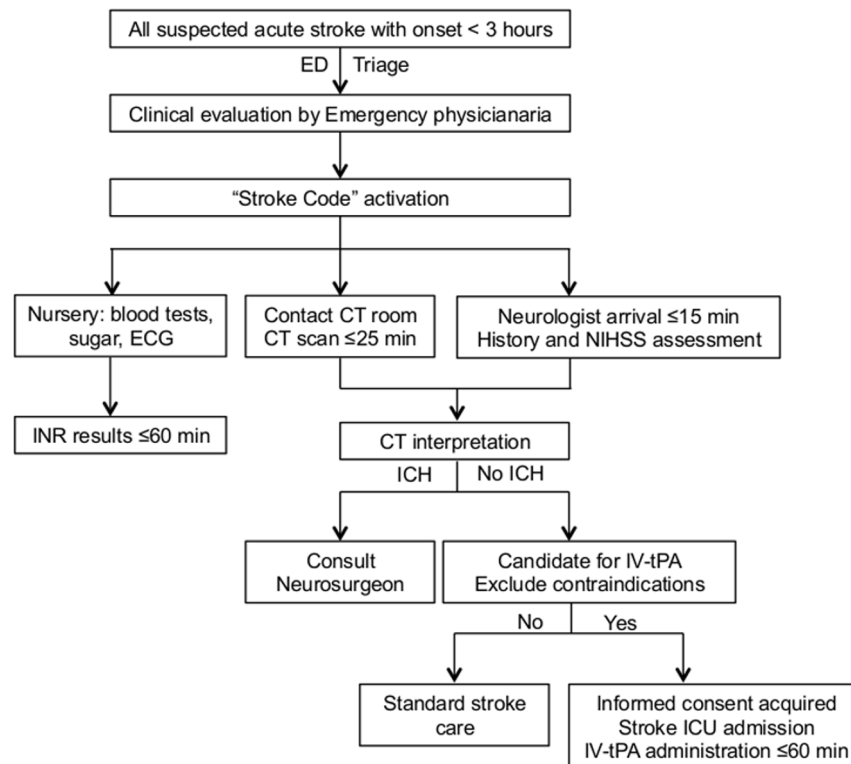 All suspected acute stroke with onset < 3 hours
ED Triage
Clinical evaluation by Emergency physicianaria
“Stroke Code” activation
Nursery: blood tests,
sugar, ECG
Contact CT room
CT scan ≤25 min
Neurologist arrival ≤15 min
History and NIHSS assessment
INR results ≤60 min
CT interpretation
ICH No ICH
Consult
Neurosurgeon
Candidate for IV-tPA
Exclude contraindications
No Yes
Standard stroke
care
Informed consent acquired
Stroke ICU admission
IV-tPA administration ≤60 min